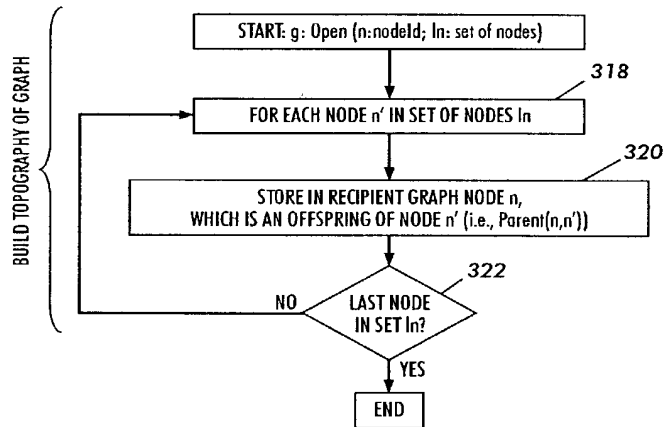 START: g: Open (n:nodeId; ln: set of nodes)
318
FOR EACH NODE n' IN SET OF NODES ln
320
STORE IN RECIPIENT GRAPH NODE n,
WHICH IS AN OFFSPRING OF NODE n' (i.e., Parent(n,n'))
322
LAST NODE
IN SET ln?
NO
YES
END
BUILD TOPOGRAPHY OF GRAPH